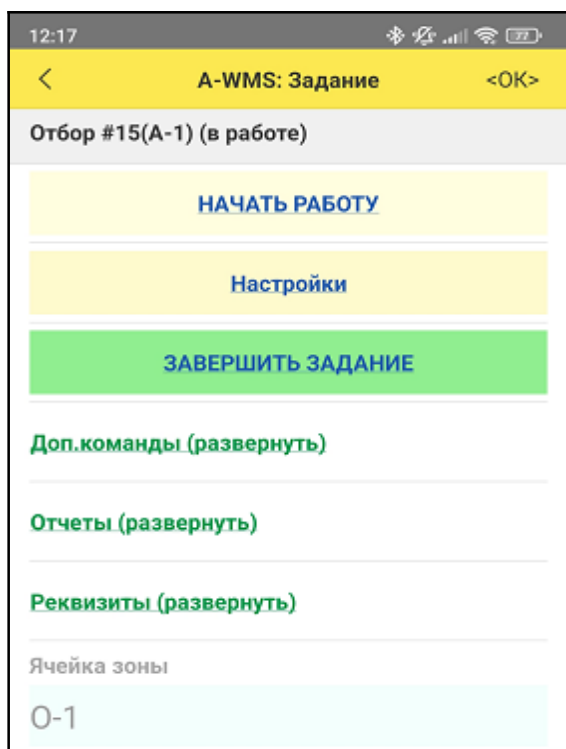 12:17
77
A-WMS: Задание
<OK>
Отбор #15(А-1) (в работе)
НАЧАТЬ РАБОТУ
Настройки
ЗАВЕРШИТЬ ЗАДАНИЕ
Доп.команды (развернуть)
Отчеты (развернуть)
Реквизиты (развернуть)
Ячейка зоны
О-1